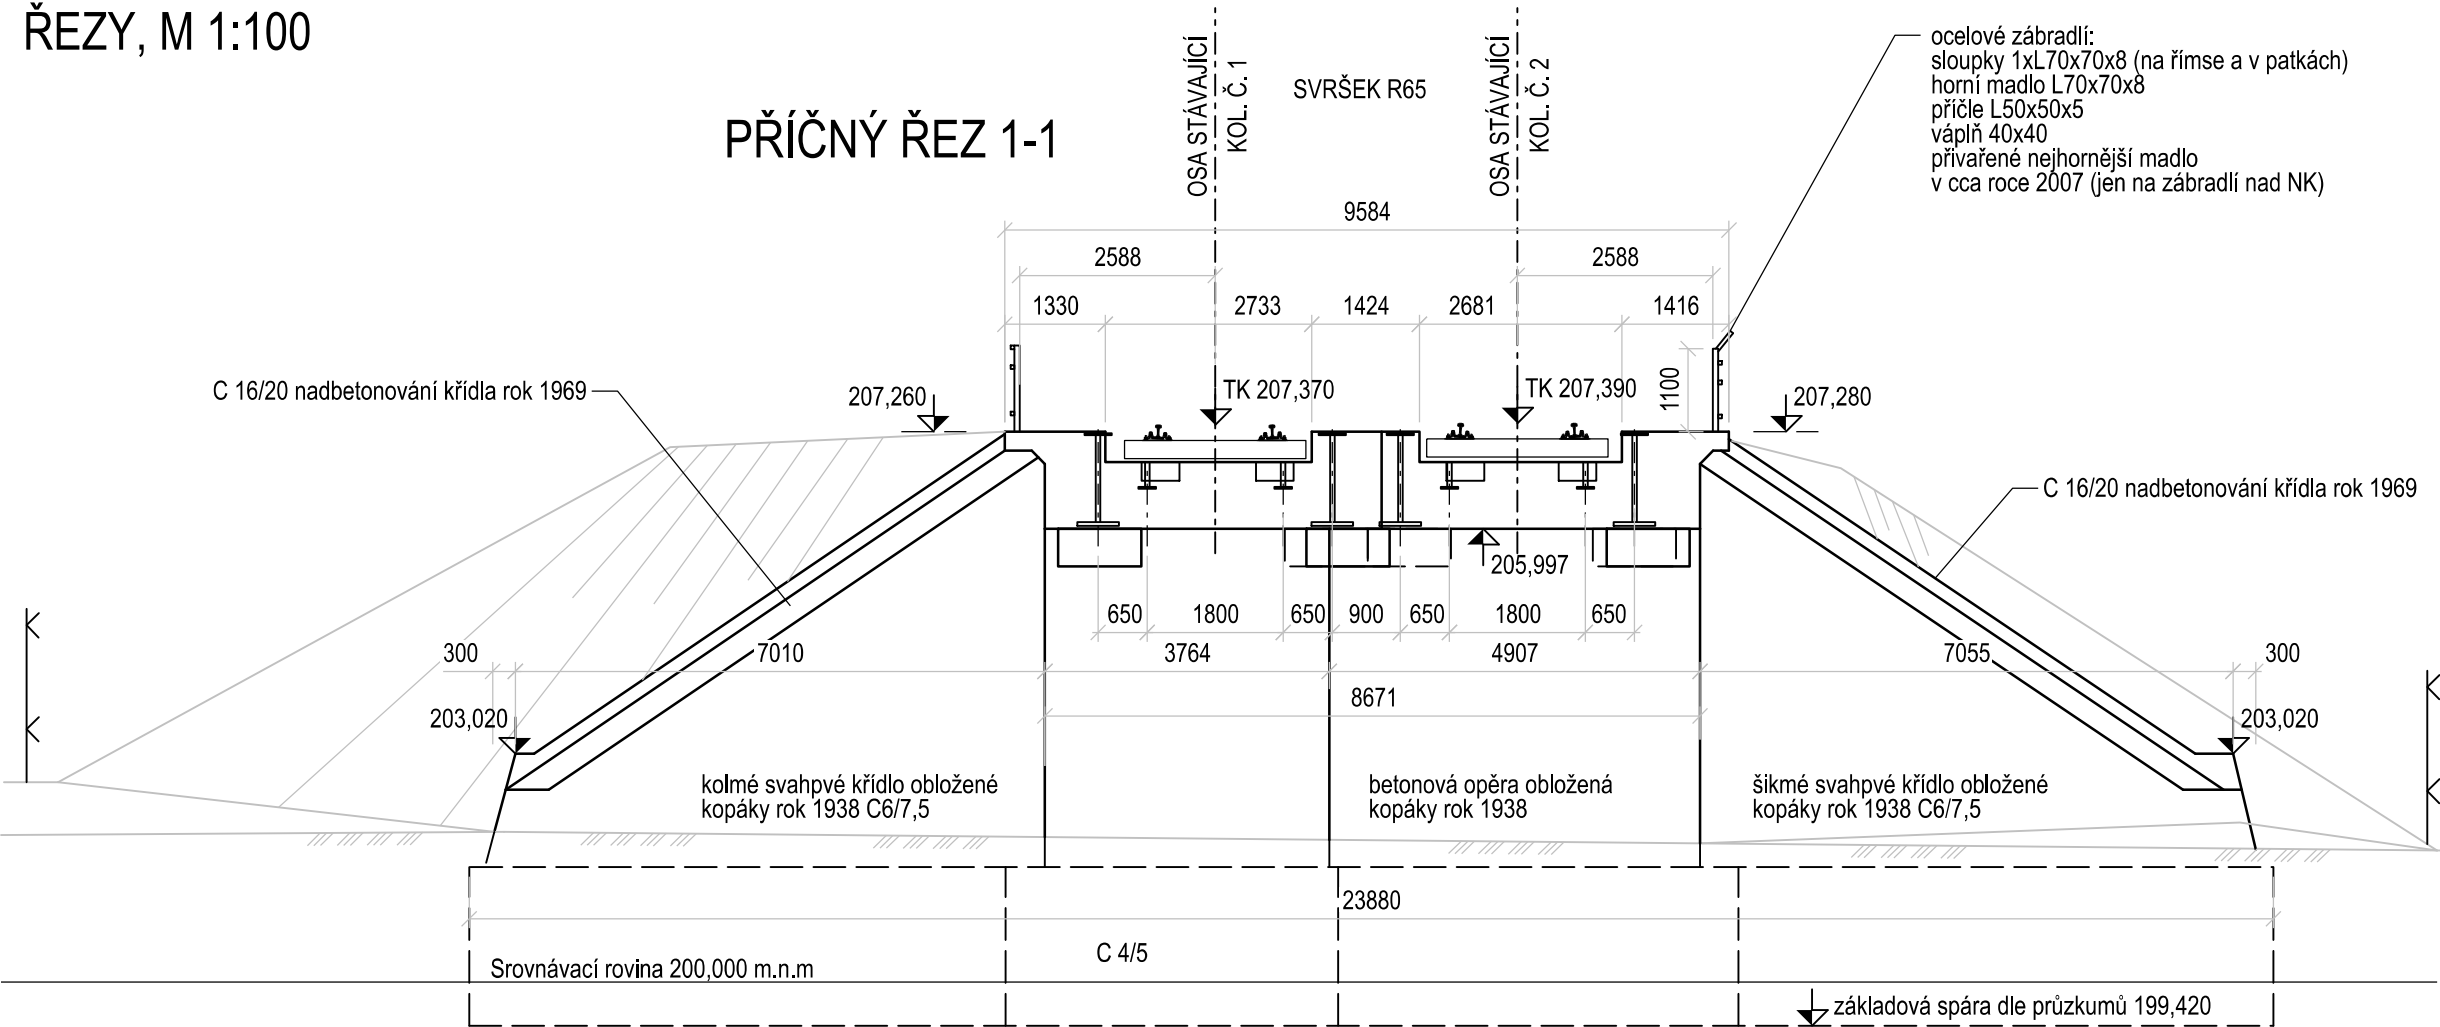 ŘEZY, M 1:100
PŘÍČNÝ ŘEZ 1-1
OSA STÁVAJÍCÍ
KOL. Č. 1
SVRŠEK R65
OSA STÁVAJÍCÍ
KOL. Č. 2
ocelové zábradlí:
sloupky 1xL70x70x8 (na římse a v patkách)
horní madlo L70x70x8
příčle L50x50x5
váplň 40x40
přivařené nejhornější madlo
v cca roce 2007 (jen na zábradlí nad NK)
9584
2588
2588
1330
2733
1424
2681
1416
C 16/20 nadbetonování křídla rok 1969
207,260
TK 207,370
TK 207,390
1100
207,280
C 16/20 nadbetonování křídla rok 1969
205,997
650
1800
650
900
650
1800
650
300
7010
3764
4907
7055
300
8671
203,020
203,020
kolmé svahpvé křídlo obložené
kopáky rok 1938 C6/7,5
betonová opěra obložená
kopáky rok 1938
šikmé svahpvé křídlo obložené
kopáky rok 1938 C6/7,5
23880
C 4/5
Srovnávací rovina 200,000 m.n.m
základová spára dle průzkumů 199,420